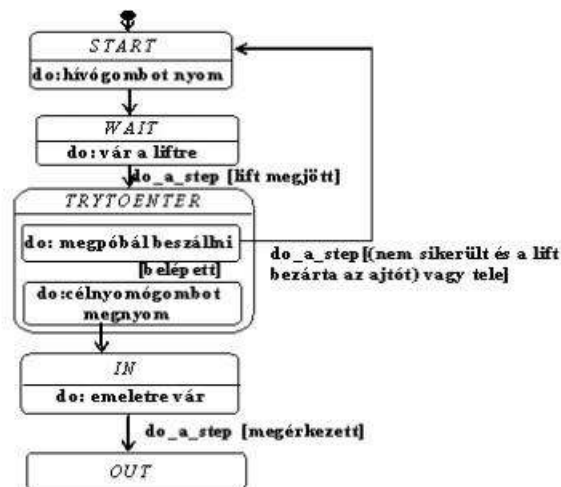 START
do:hívógombot nyom
WAIT
do: vár a liftre
do_a_step [lift megjött]
TRYTOENTER
do: megpóbál beszállni
do_a_step[(nem sikerült és a lift
bezárta az ajtót) vagy tele]
[belépett]
do:célnyomógombot
megnyom
IN
do: emeletre vár
do_a_step [megérkezett]
OUT